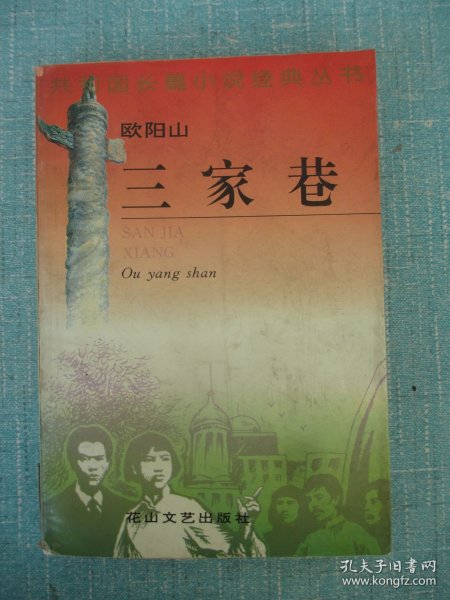 共和国长篇小说经典丛书
欧阳山
三家巷
SAN JIA
XIANG
Ou yang shan
花山文艺出版社
孔夫子旧书网
www.kongfz.com